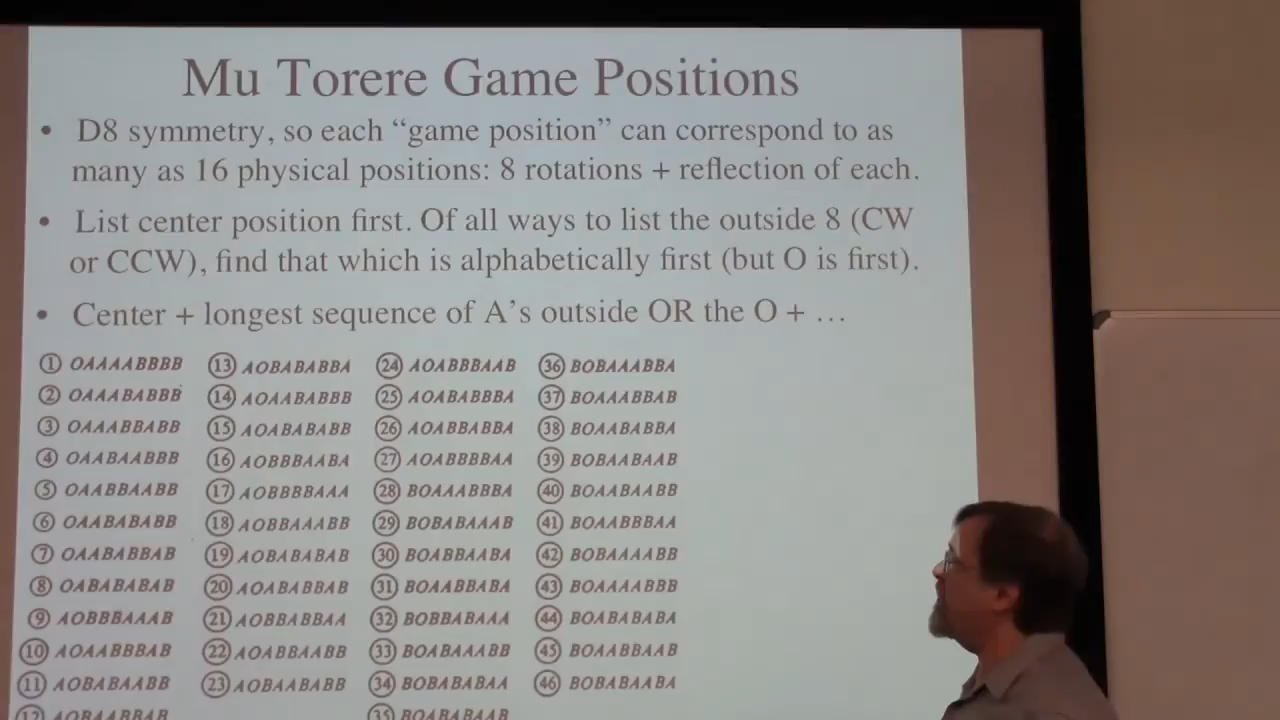 Mu Torere Game Positions
• D8 symmetry, so each “game position” can correspond to as
many as 16 physical positions: 8 rotations + reflection of each.
• List center position first. Of all ways to list the outside 8 (CW
or CCW), find that which is alphabetically first (but O is first).
• Center + longest sequence of A’s outside OR the O + …
① OAAAABBBB ⑬ AOBABABBA ㉔ AOABBBAAB ㊱ BOBAAABBA
② OAAABABBB ⑭ AOAABABBB ㉕ AOABABBBA ㊲ BOAAABBAB
③ OAAABBABB ⑮ AOABABABB ㉖ AOABBABBA ㊳ BOAABABBA
④ OAABAABBB ⑯ AOBBBAABA ㉗ AOABBBBAA ㊴ BOBAABAAB
⑤ OAABBAABB ⑰ AOBBBBAAA ㉘ BOAAABBBA ㊵ BOAABAABB
⑥ OAABABABB ⑱ AOBBAAABB ㉙ BOBABAAAB ㊶ BOAABBBAA
⑦ OAABABBAB ⑲ AOBABABAB ㉚ BOABBAABA ㊷ BOBAAAABB
⑧ OABABABAB ⑳ AOABABBAB ㉛ BOAABBABA ㊸ BOAAAABBB
⑨ AOBBBAAAB ㉑ AOBBABBAA ㉜ BOBBABAAA ㊹ BOABABABA
⑩ AOAABBBAB ㉒ AOABBAABB ㉝ BOABAAABB ㊺ BOAABBAAB
⑪ AOBABAABB ㉓ AOBAABABB ㉞ BOBABABAA ㊻ BOBABAABA
⑫ AOBAABBAB ㉟ BOABABAAB